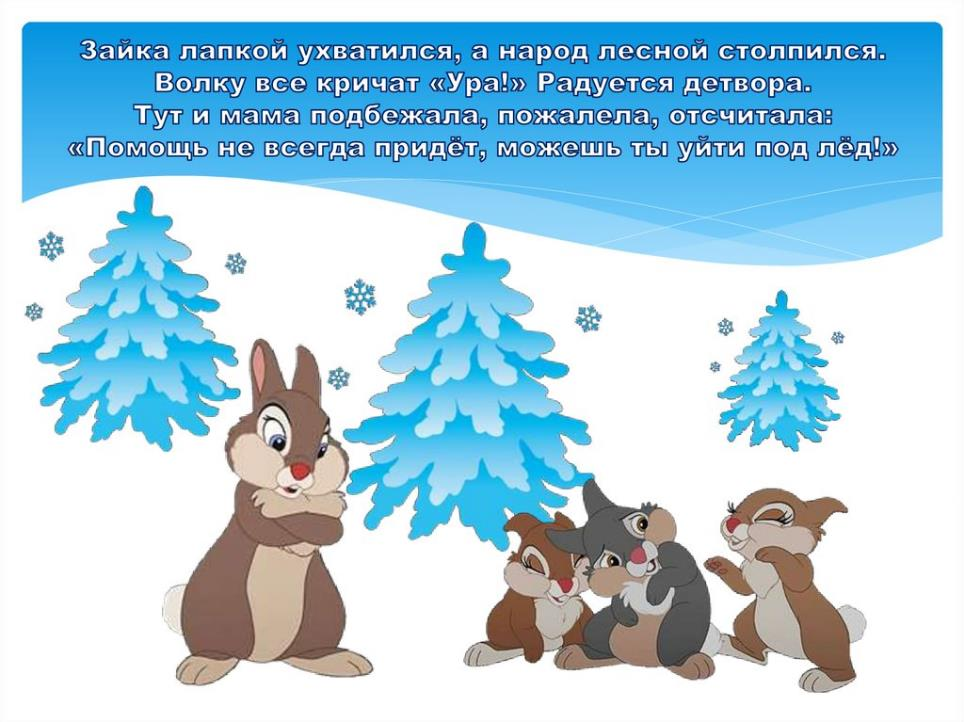 Зайка лапкой ухватился, а народ лесной столпился.
Волку все кричат «Ура!» Радуется детвора.
Тут и мама подбежала, пожалела, отсчитала:
«Помощь не всегда придёт, можешь ты уйти под лёд!»